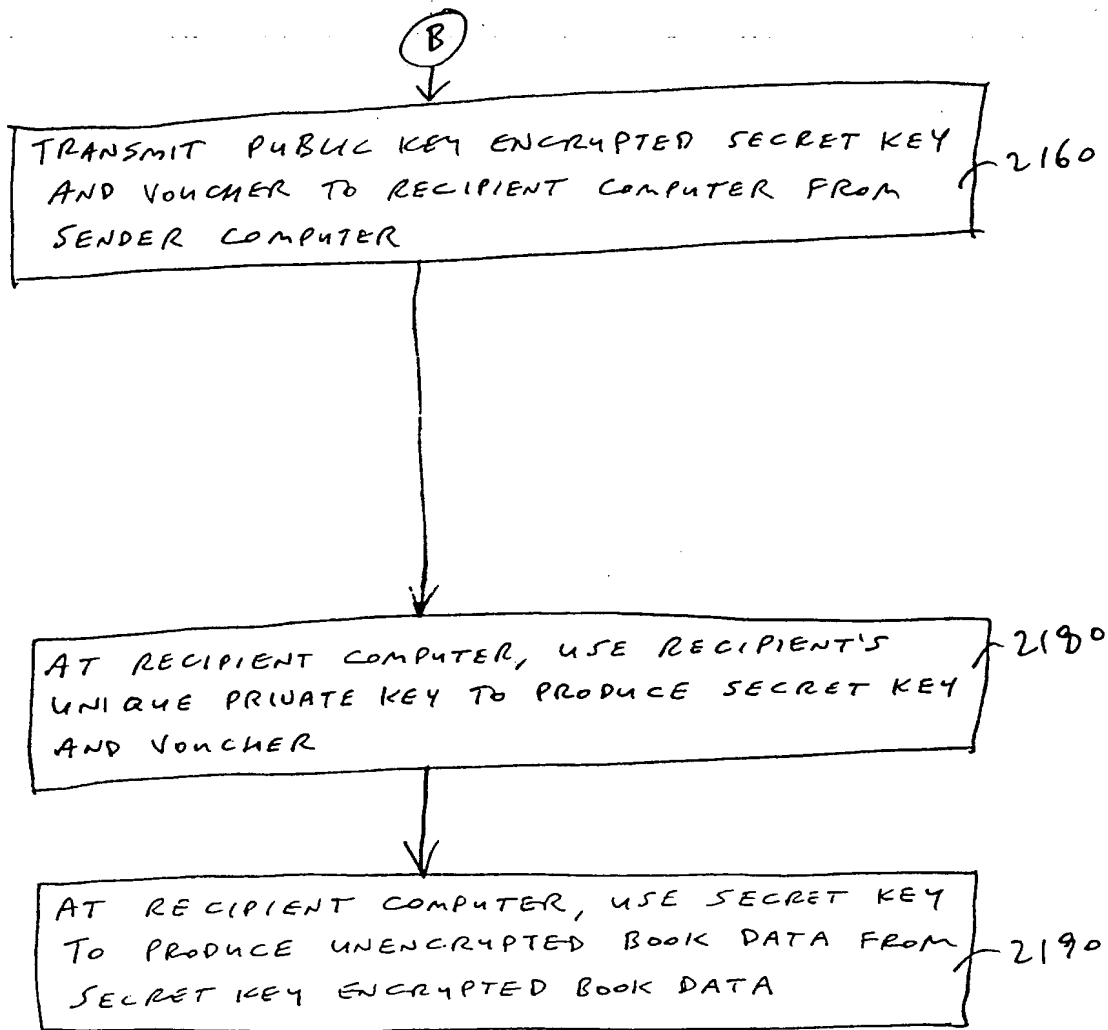 B
TRANSMIT PUBLIC KEY ENCRYPTED SECRET KEY
AND VOUCHER TO RECIPIENT COMPUTER FROM
SENDER COMPUTER
2160
AT RECIPIENT COMPUTER, USE RECIPIENT'S
UNIQUE PRIVATE KEY TO PRODUCE SECRET KEY
AND VOUCHER
2180
AT RECIPIENT COMPUTER, USE SECRET KEY
TO PRODUCE UNENCRYPTED BOOK DATA FROM
SECRET KEY ENCRYPTED BOOK DATA
2190